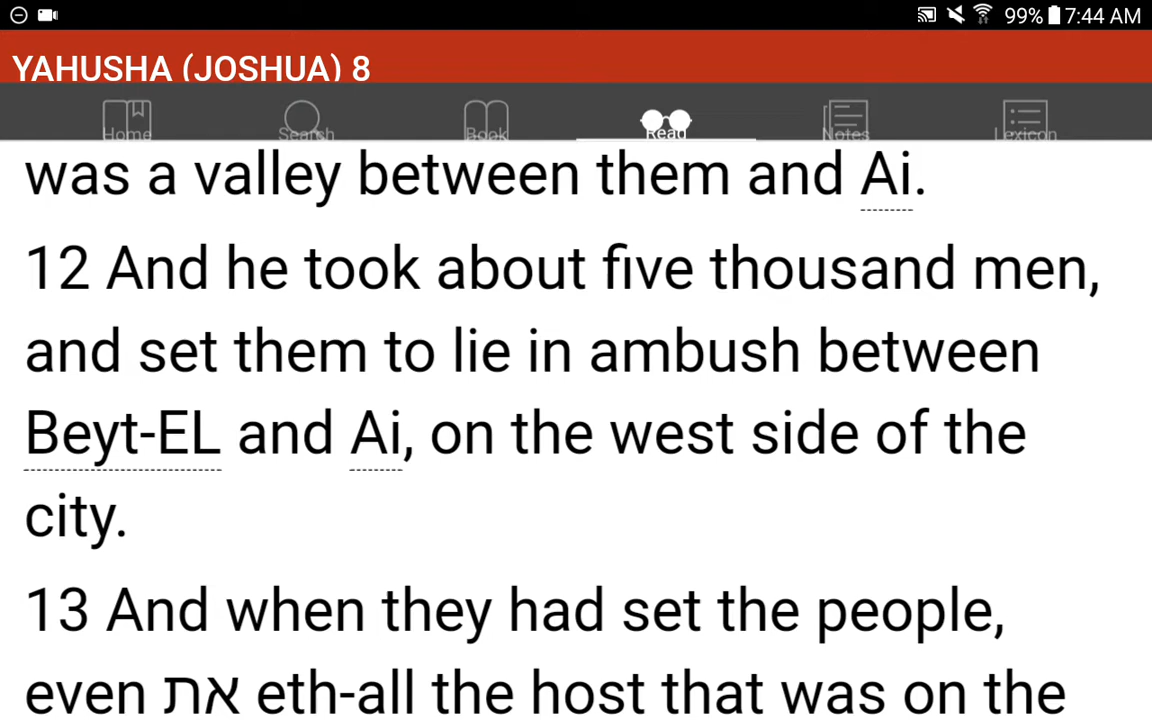 99% 7:44 AM
YAHUSHA (JOSHUA) 8
Home Search Book Read Notes Lexicon
was a valley between them and Ai.
12 And he took about five thousand men,
and set them to lie in ambush between
Beyt-EL and Ai, on the west side of the
city.
13 And when they had set the people,
even את eth-all the host that was on the